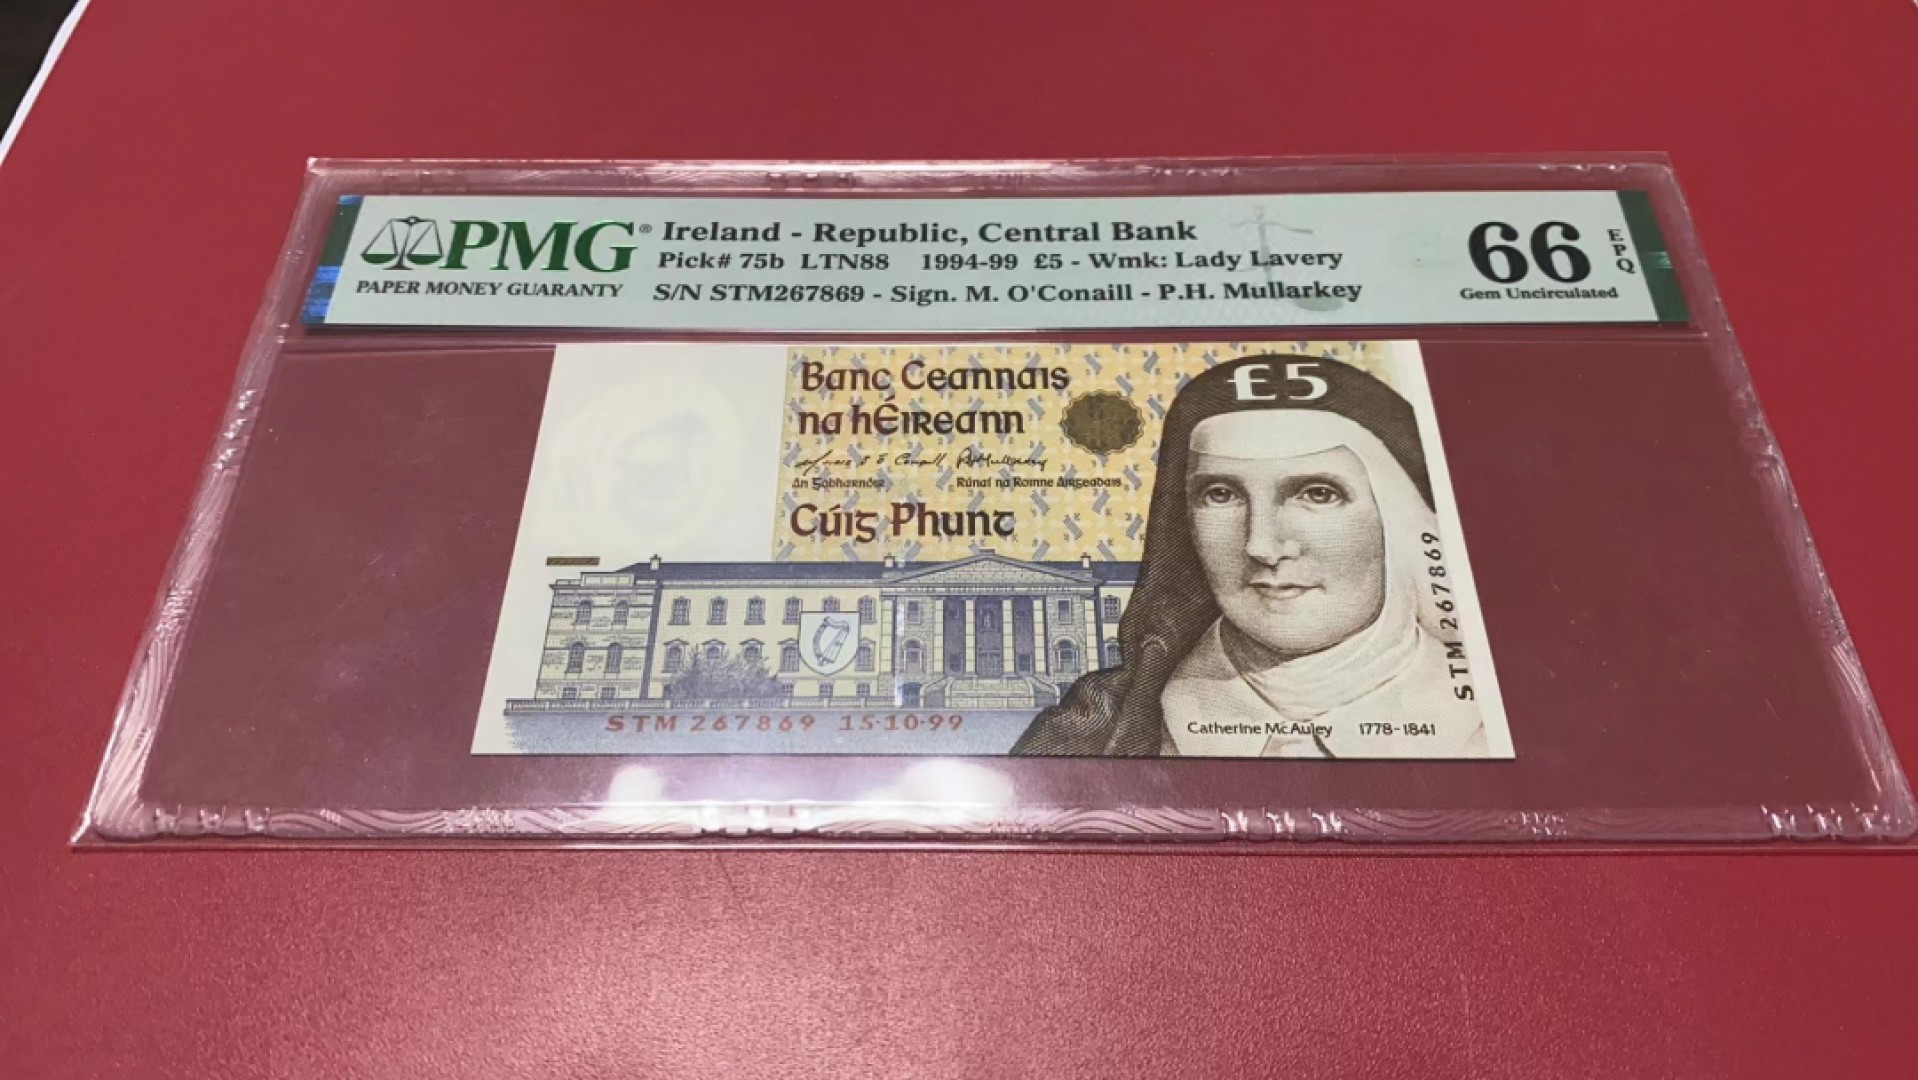 PMG®
PAPER MONEY GUARANTY
Ireland - Republic, Central Bank
Pick# 75b LTN88 1994-99 £5 - Wmk: Lady Lavery
S/N STM267869 - Sign. M. O'Conaill - P.H. Mullarkey
66
EPQ
Gem Uncirculated
Banc Ceannais
na hÉireann
£5
An Gobharnóir
Rúnaí na Roinne Airgeadais
Cúig Phunt
STM 267869 15·10·99
STM 267869
Catherine McAuley 1778-1841